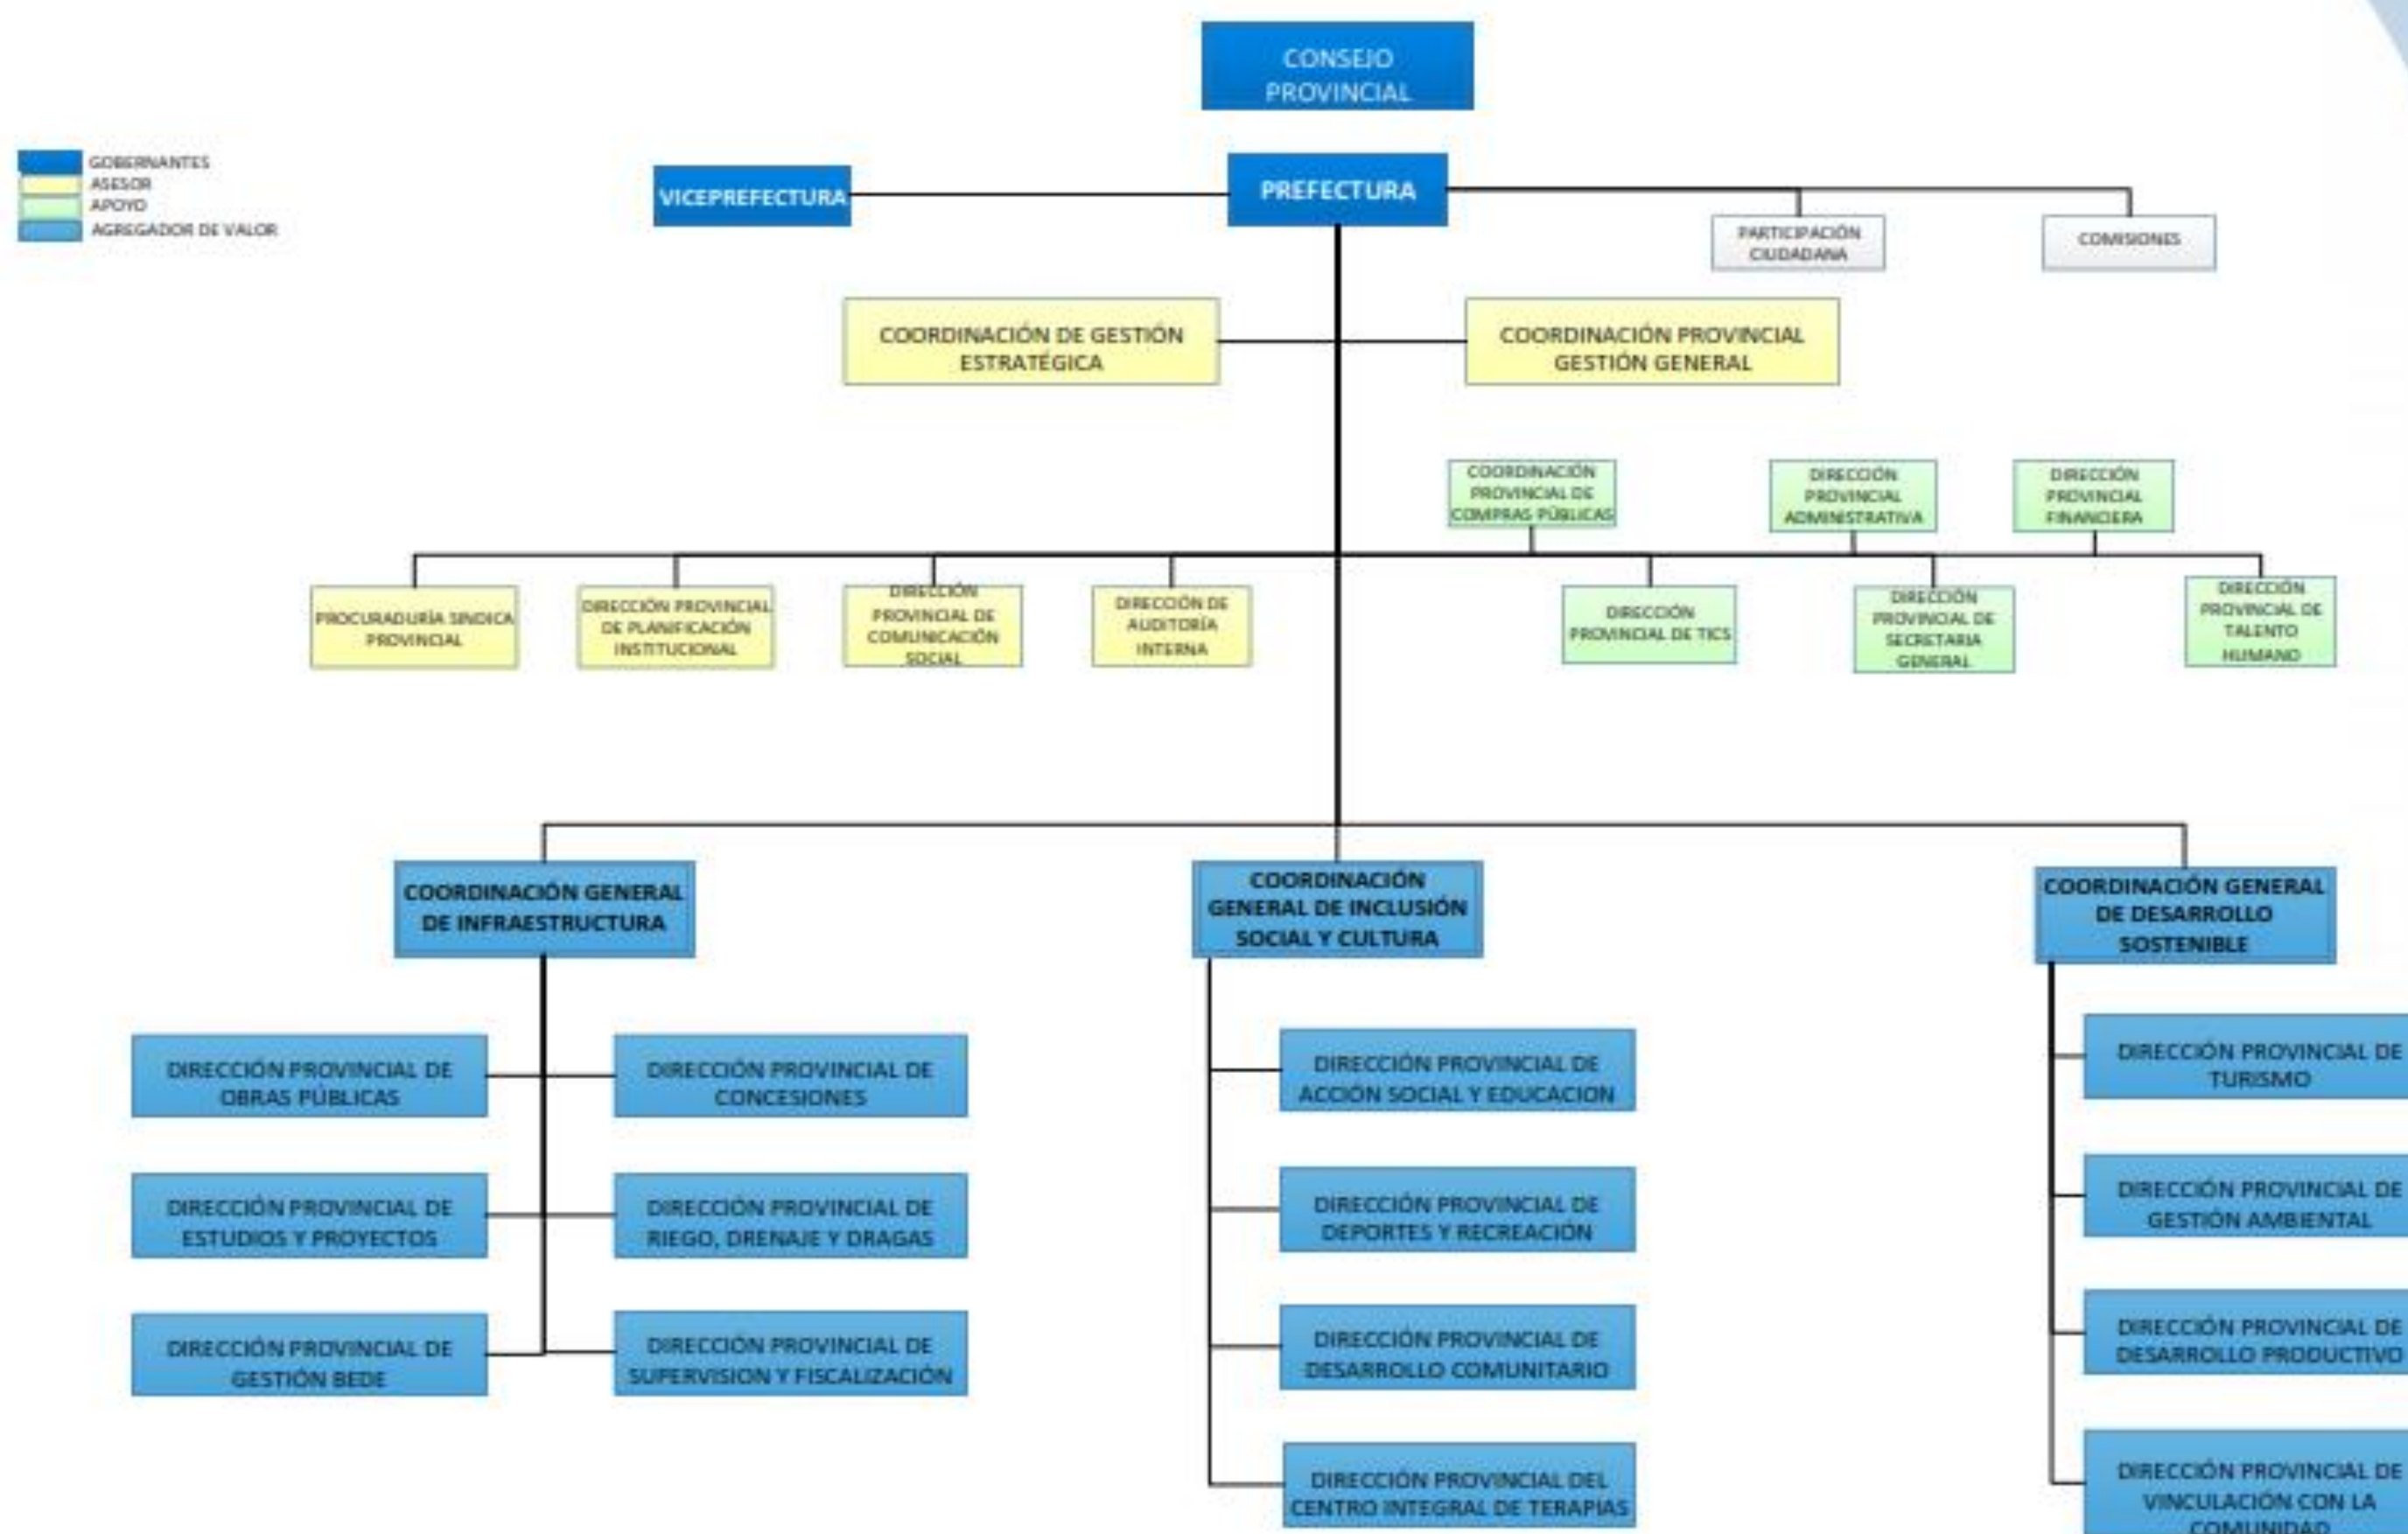 CONSEJO
PROVINCIAL
GOBERNANTES
ASESOR
APOYO
AGREGADOR DE VALOR
VICEPREFECTURA
PREFECTURA
PARTICIPACIÓN
CIUDADANA
COMISIONES
COORDINACIÓN DE GESTIÓN
ESTRATÉGICA
COORDINACIÓN PROVINCIAL
GESTIÓN GENERAL
COORDINACIÓN
PROVINCIAL DE
COMPRAS PÚBLICAS
DIRECCIÓN
PROVINCIAL
ADMINISTRATIVA
DIRECCIÓN
PROVINCIAL
FINANCIERA
PROCURADURÍA SINDICA
PROVINCIAL
DIRECCIÓN PROVINCIAL
DE PLANIFICACIÓN
INSTITUCIONAL
DIRECCIÓN
PROVINCIAL DE
COMUNICACIÓN
SOCIAL
DIRECCIÓN DE
AUDITORÍA
INTERNA
DIRECCIÓN
PROVINCIAL DE TICS
DIRECCIÓN
PROVINCIAL DE
SECRETARIA
GENERAL
DIRECCIÓN
PROVINCIAL DE
TALENTO
HUMANO
COORDINACIÓN GENERAL
DE INFRAESTRUCTURA
COORDINACIÓN
GENERAL DE INCLUSIÓN
SOCIAL Y CULTURA
COORDINACIÓN GENERAL
DE DESARROLLO
SOSTENIBLE
DIRECCIÓN PROVINCIAL DE
OBRAS PÚBLICAS
DIRECCIÓN PROVINCIAL DE
CONCESIONES
DIRECCIÓN PROVINCIAL DE
ACCIÓN SOCIAL Y EDUCACION
DIRECCIÓN PROVINCIAL DE
TURISMO
DIRECCIÓN PROVINCIAL DE
ESTUDIOS Y PROYECTOS
DIRECCIÓN PROVINCIAL DE
RIEGO, DRENAJE Y DRAGAS
DIRECCIÓN PROVINCIAL DE
DEPORTES Y RECREACIÓN
DIRECCIÓN PROVINCIAL DE
GESTIÓN AMBIENTAL
DIRECCIÓN PROVINCIAL DE
GESTIÓN BEDE
DIRECCIÓN PROVINCIAL DE
SUPERVISION Y FISCALIZACIÓN
DIRECCIÓN PROVINCIAL DE
DESARROLLO COMUNITARIO
DIRECCIÓN PROVINCIAL DE
DESARROLLO PRODUCTIVO
DIRECCIÓN PROVINCIAL DEL
CENTRO INTEGRAL DE TERAPIAS
DIRECCIÓN PROVINCIAL DE
VINCULACIÓN CON LA
COMUNIDAD